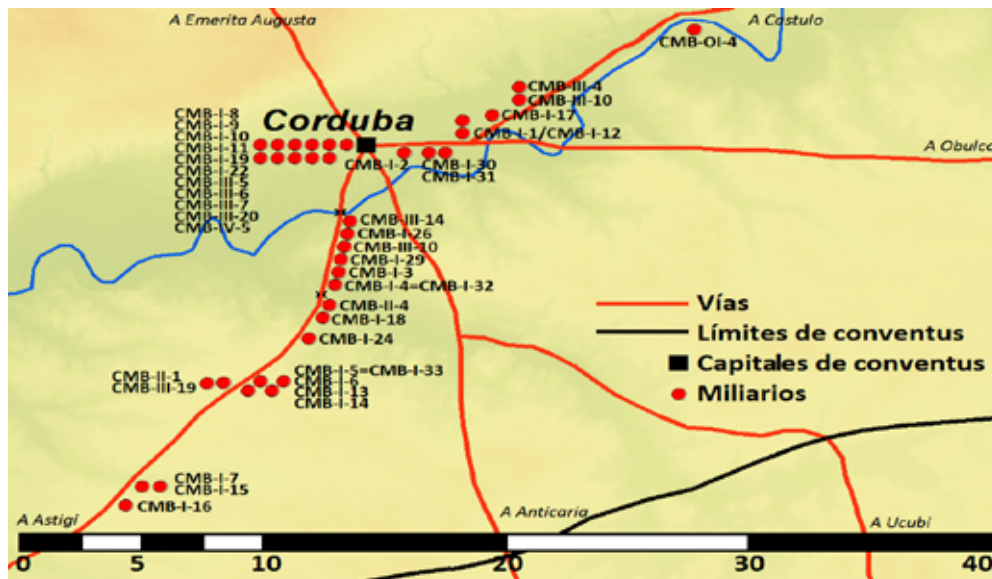 A Emerita Augusta
A Castulo
CMB-OI-4
CMB-III-4
CMB-III-10
CMB-I-17
CMB-I-1/CMB-I-12
Corduba
CMB-I-8
CMB-I-9
CMB-I-10
CMB-I-11
CMB-I-19
CMB-I-22
CMB-III-5
CMB-III-6
CMB-III-7
CMB-III-20
CMB-IV-5
CMB-I-2
CMB-I-30
CMB-I-31
A Obulco
CMB-III-14
CMB-I-26
CMB-III-10
CMB-I-29
CMB-I-3
CMB-I-4=CMB-I-32
CMB-II-4
CMB-I-18
CMB-I-24
Vías
Límites de conventus
Capitales de conventus
Miliarios
CMB-II-1
CMB-III-19
CMB-I-5=CMB-I-33
CMB-I-6
CMB-I-13
CMB-I-14
CMB-I-7
CMB-I-15
CMB-I-16
A Astigi
A Anticaria
A Ucubi
0 5 10 20 30 40